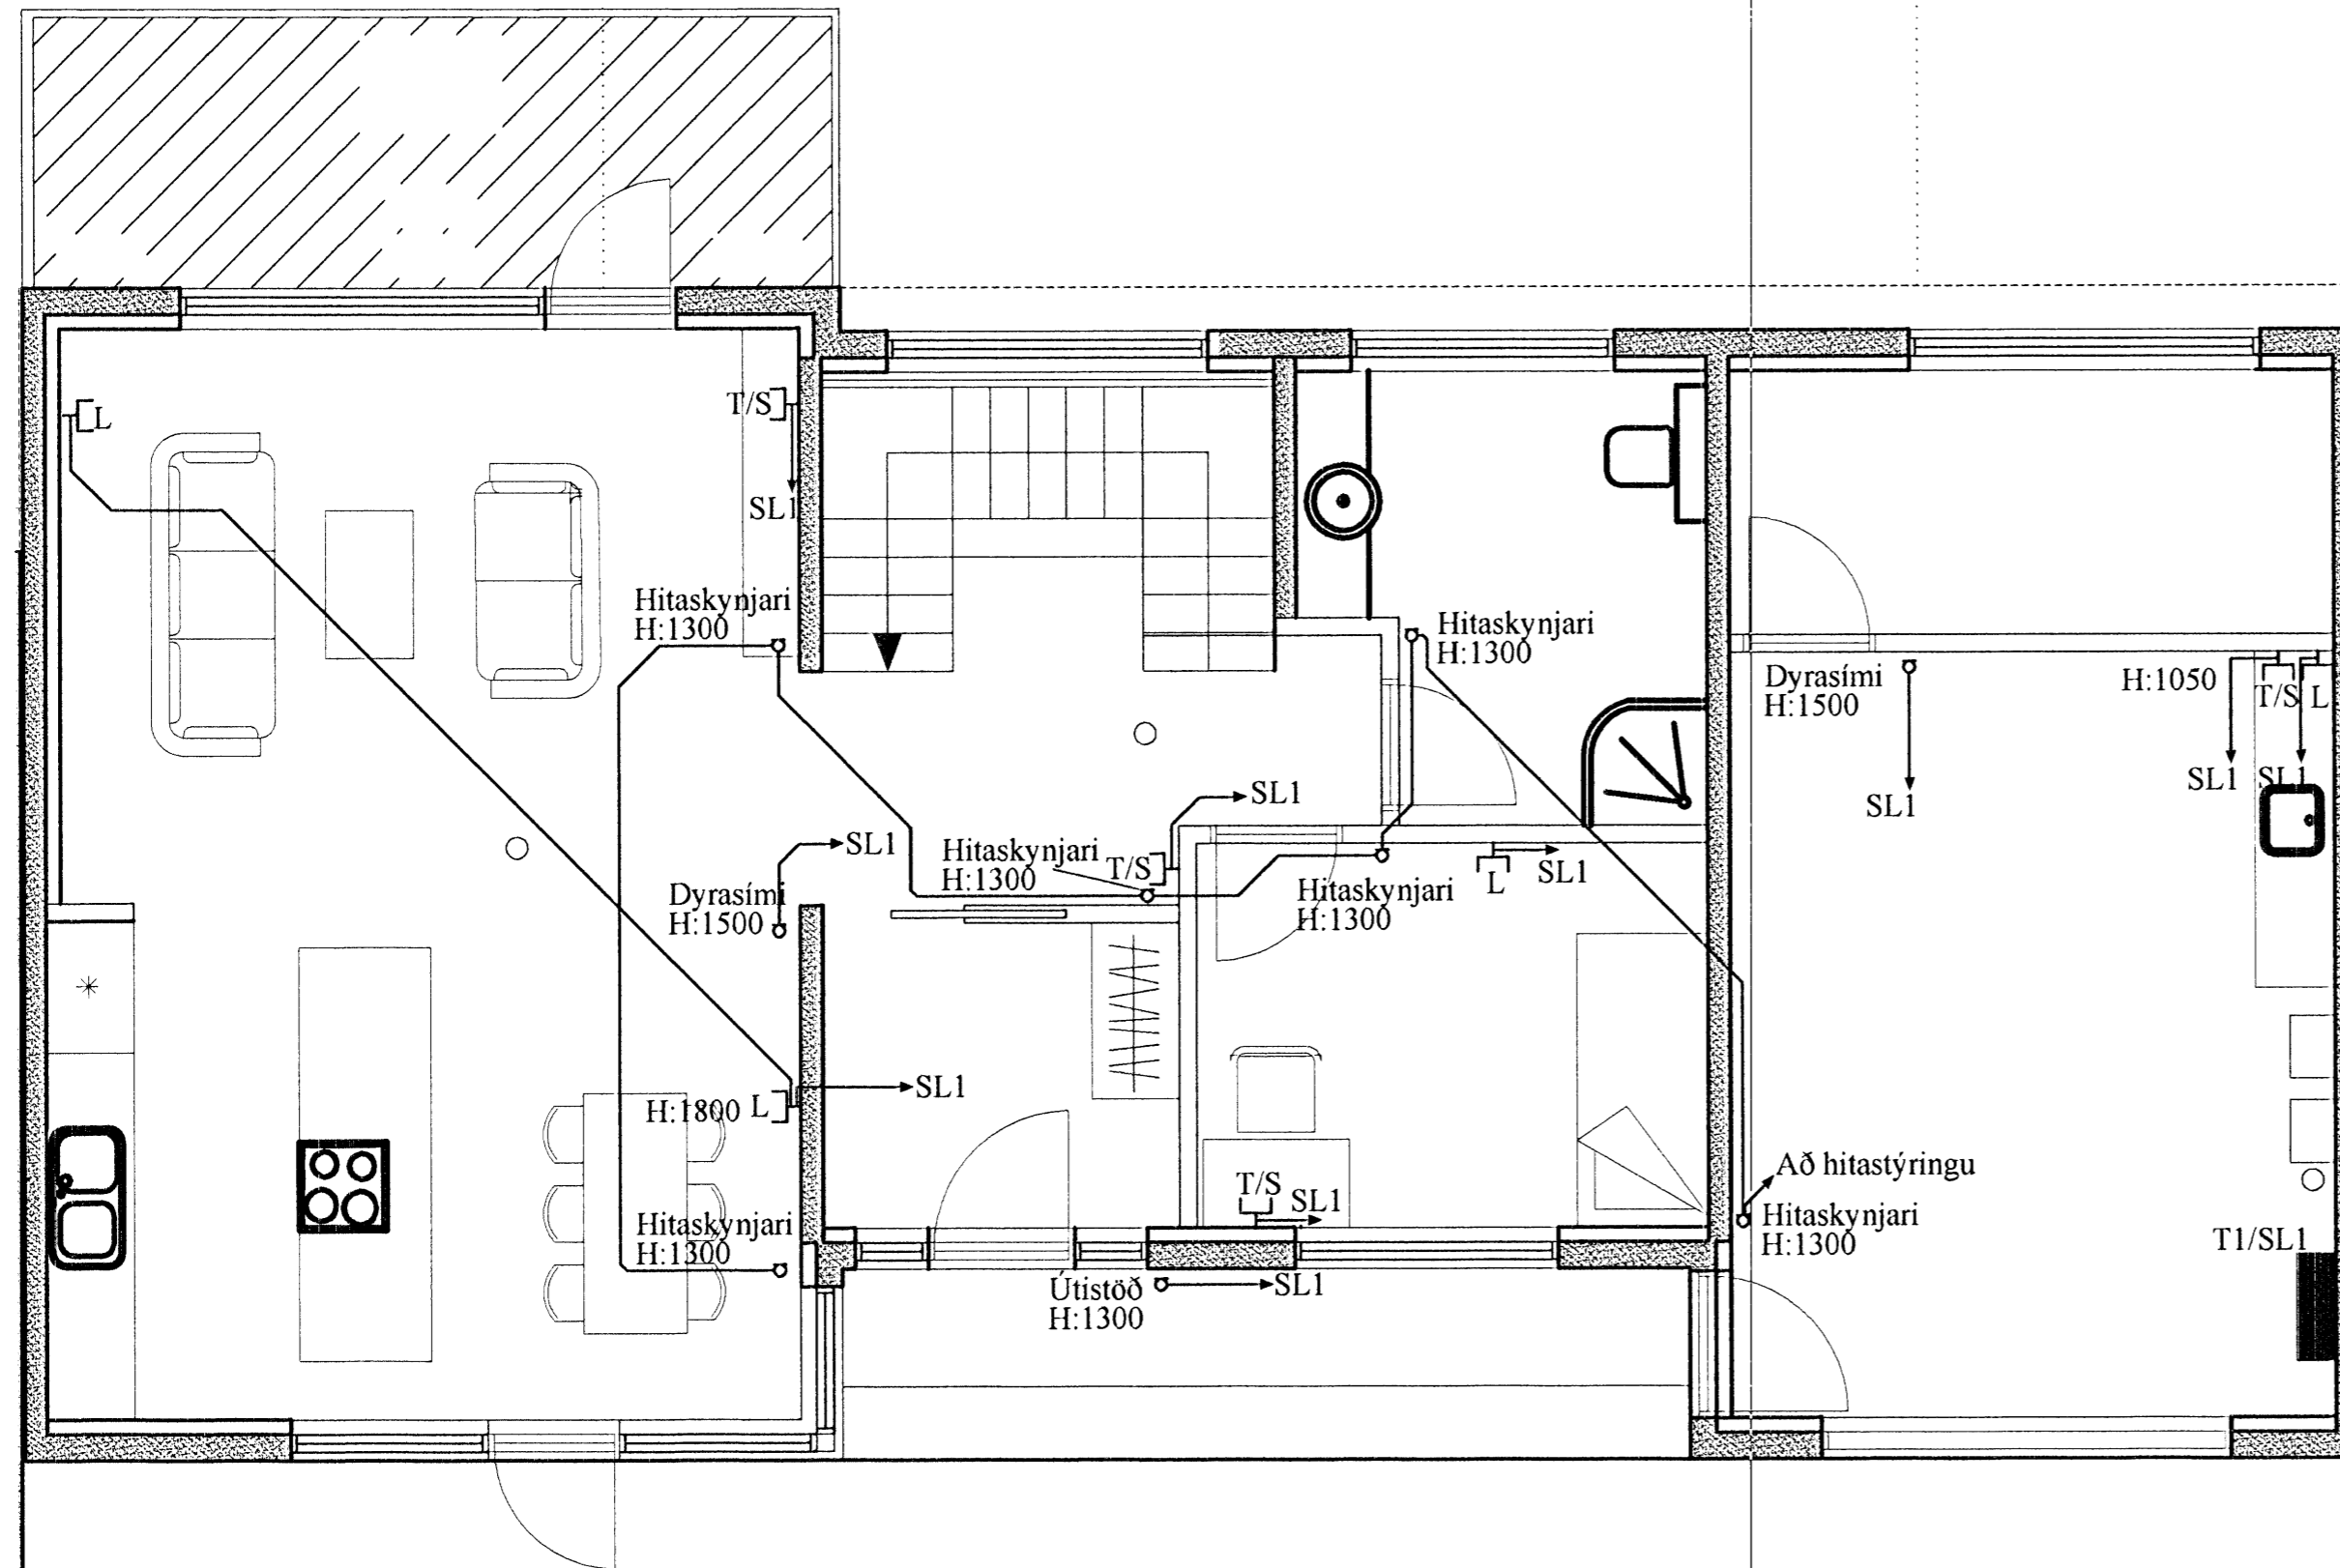 L
T/S
SL1
Hitaskynjari
H:1300
Hitaskynjari
H:1300
Dyrasími
H:1500
SL1
H:1050
T/S
L
SL1
SL1
SL1
SL1
Dyrasími
H:1500
Hitaskynjari
H:1300
T/S
Hitaskynjari
H:1300
L
SL1
SL1
H:1800
L
Að hitastýringu
Hitaskynjari
H:1300
T/S
SL1
T1/SL1
Hitaskynjari
H:1300
Útistöð
H:1300
SL1